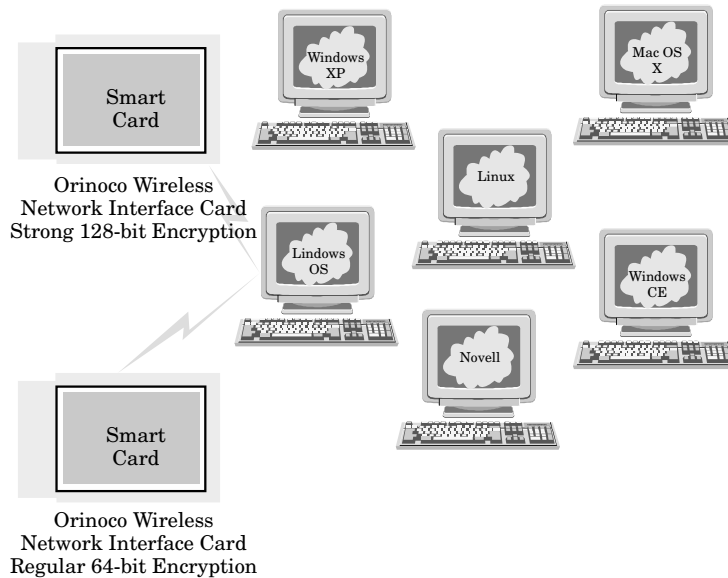 Smart
Card
Orinoco Wireless
Network Interface Card
Strong 128-bit Encryption
Windows
XP
Mac OS
X
Linux
Lindows
OS
Windows
CE
Novell
Smart
Card
Orinoco Wireless
Network Interface Card
Regular 64-bit Encryption